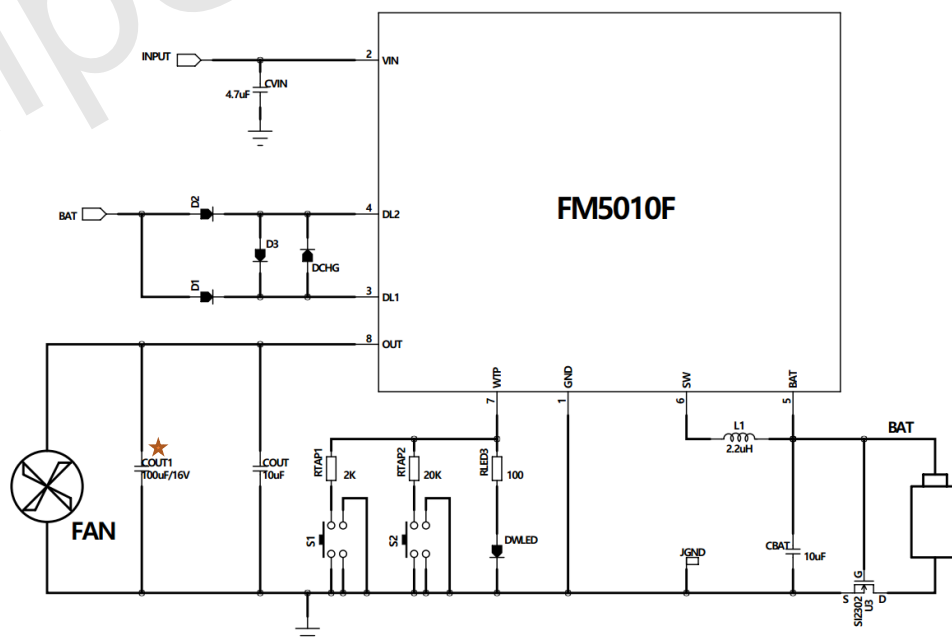 INPUT
2
VIN
CVIN
4.7uF
FM5010F
BAT
D2
4
DL2
D3
DCHG
D1
3
DL1
8
OUT
WTP
7
GND
1
SW
6
BAT
5
L1
2.2uH
BAT
COUT1
100uF/16V
COUT
10uF
RTAP1
2K
RTAP2
20K
RLED3
100
FAN
S1
S2
DWLED
JGND
CBAT
10uF
G
S
D
SI2302
U3